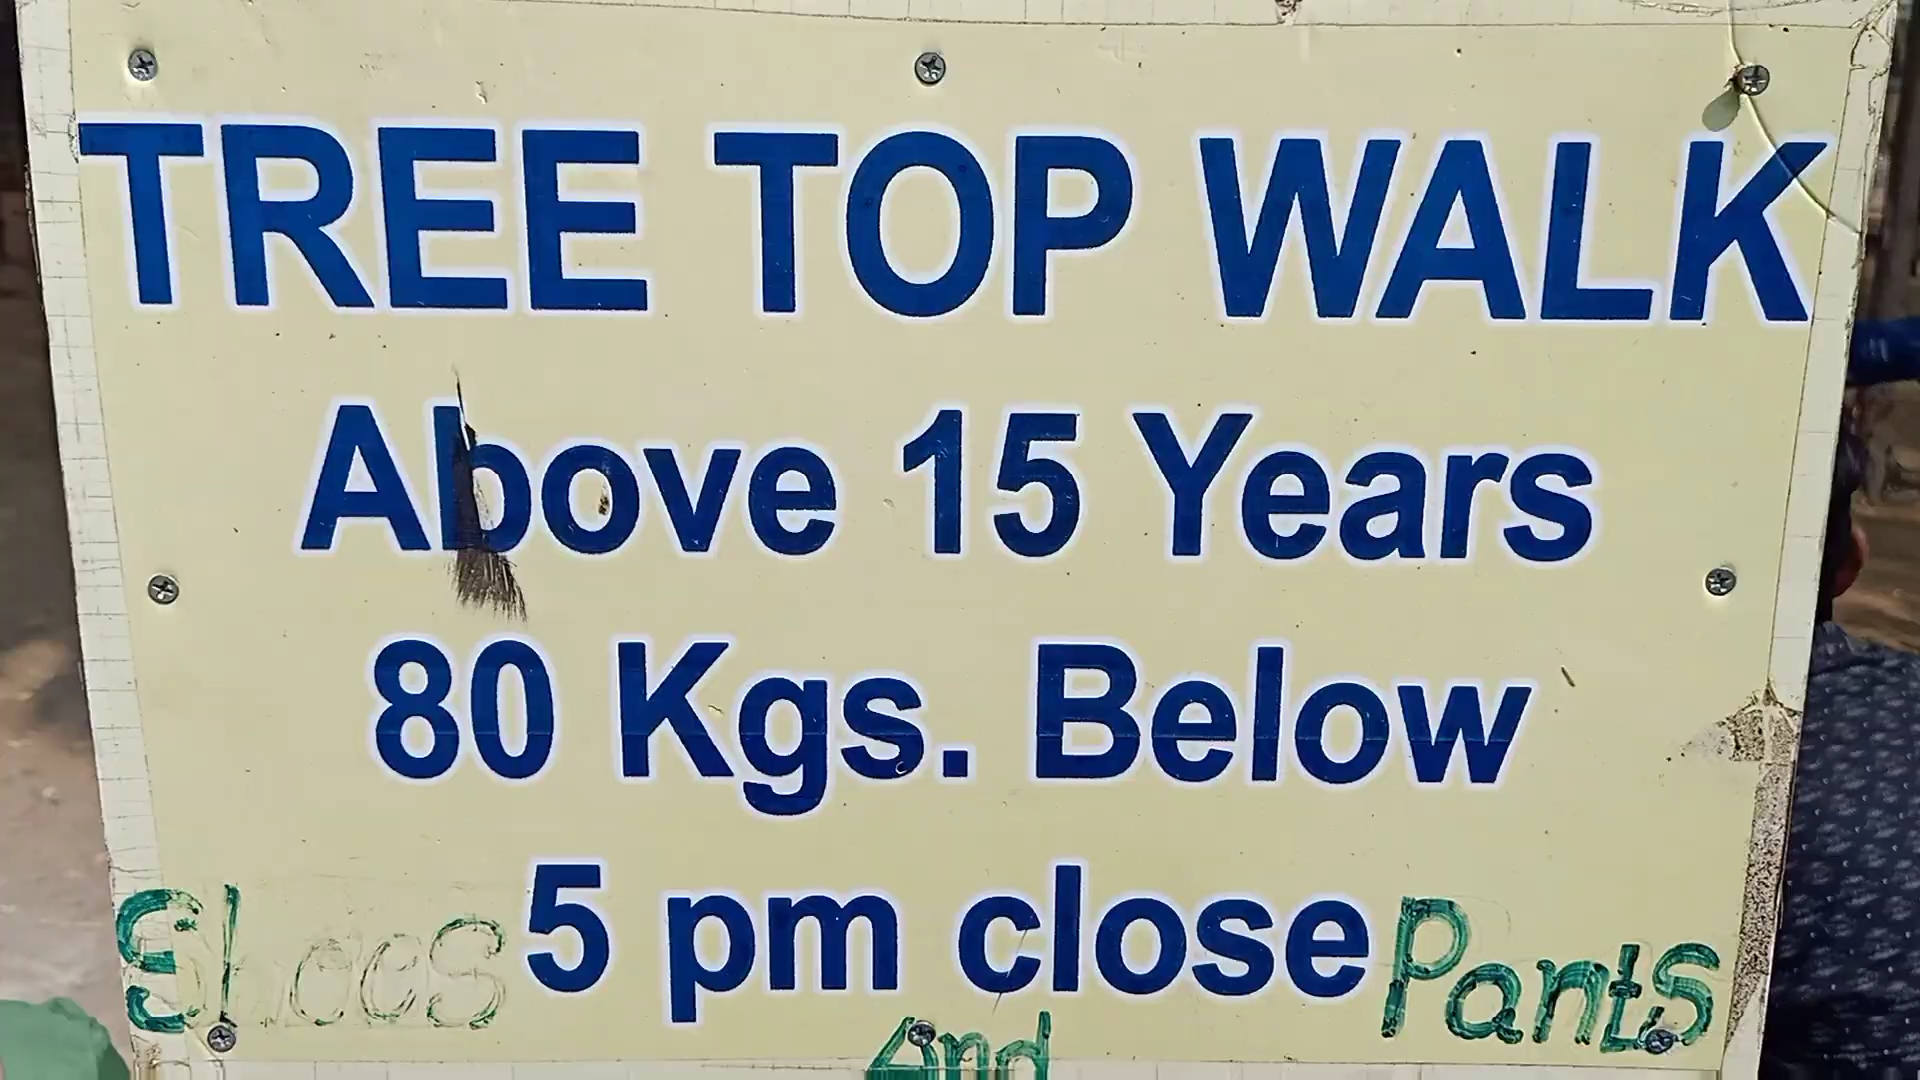 TREE TOP WALK
Above 15 Years
80 Kgs. Below
5 pm close
Shoes And Pants